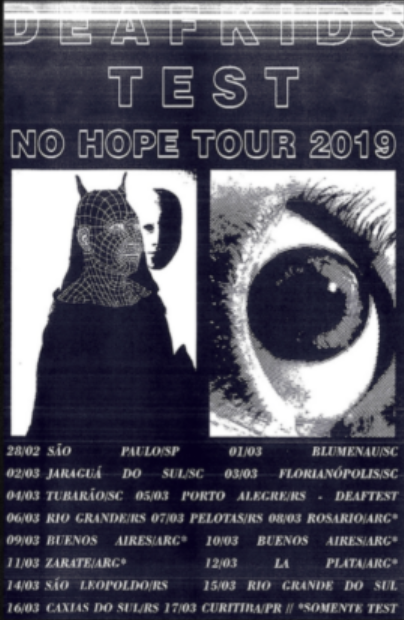 DEAFKIDS
TEST
NO HOPE TOUR 2019
28/02 SÃO PAULO/SP 01/03 BLUMENAU/SC
02/03 JARAGUÁ DO SUL/SC 03/03 FLORIANÓPOLIS/SC
04/03 TUBARÃO/SC 05/03 PORTO ALEGRE/RS - DEAFTEST
06/03 RIO GRANDE/RS 07/03 PELOTAS/RS 08/03 ROSARIO/ARG*
09/03 BUENOS AIRES/ARG* 10/03 BUENOS AIRES/ARG*
11/03 ZARATE/ARG* 12/03 LA PLATA/ARG*
14/03 SÃO LEOPOLDO/RS 15/03 RIO GRANDE DO SUL
16/03 CAXIAS DO SUL/RS 17/03 CURITIBA/PR // *SOMENTE TEST